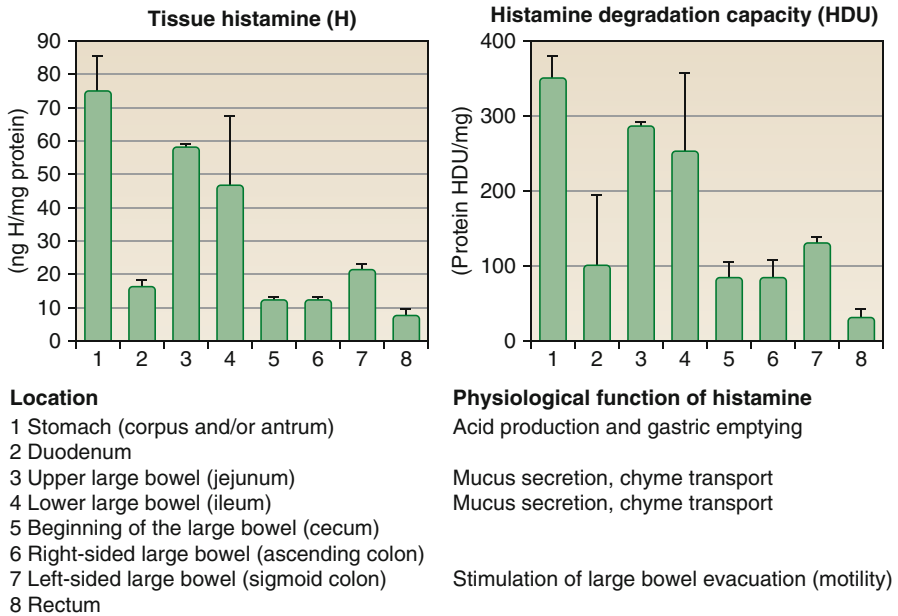 Tissue histamine (H)
(ng H/mg protein)
90
80
70
60
50
40
30
20
10
0
1 2 3 4 5 6 7 8
Histamine degradation capacity (HDU)
(Protein HDU/mg)
400
300
200
100
0
1 2 3 4 5 6 7 8
Location
1 Stomach (corpus and/or antrum)
2 Duodenum
3 Upper large bowel (jejunum)
4 Lower large bowel (ileum)
5 Beginning of the large bowel (cecum)
6 Right-sided large bowel (ascending colon)
7 Left-sided large bowel (sigmoid colon)
8 Rectum
Physiological function of histamine
Acid production and gastric emptying
Mucus secretion, chyme transport
Mucus secretion, chyme transport
Stimulation of large bowel evacuation (motility)